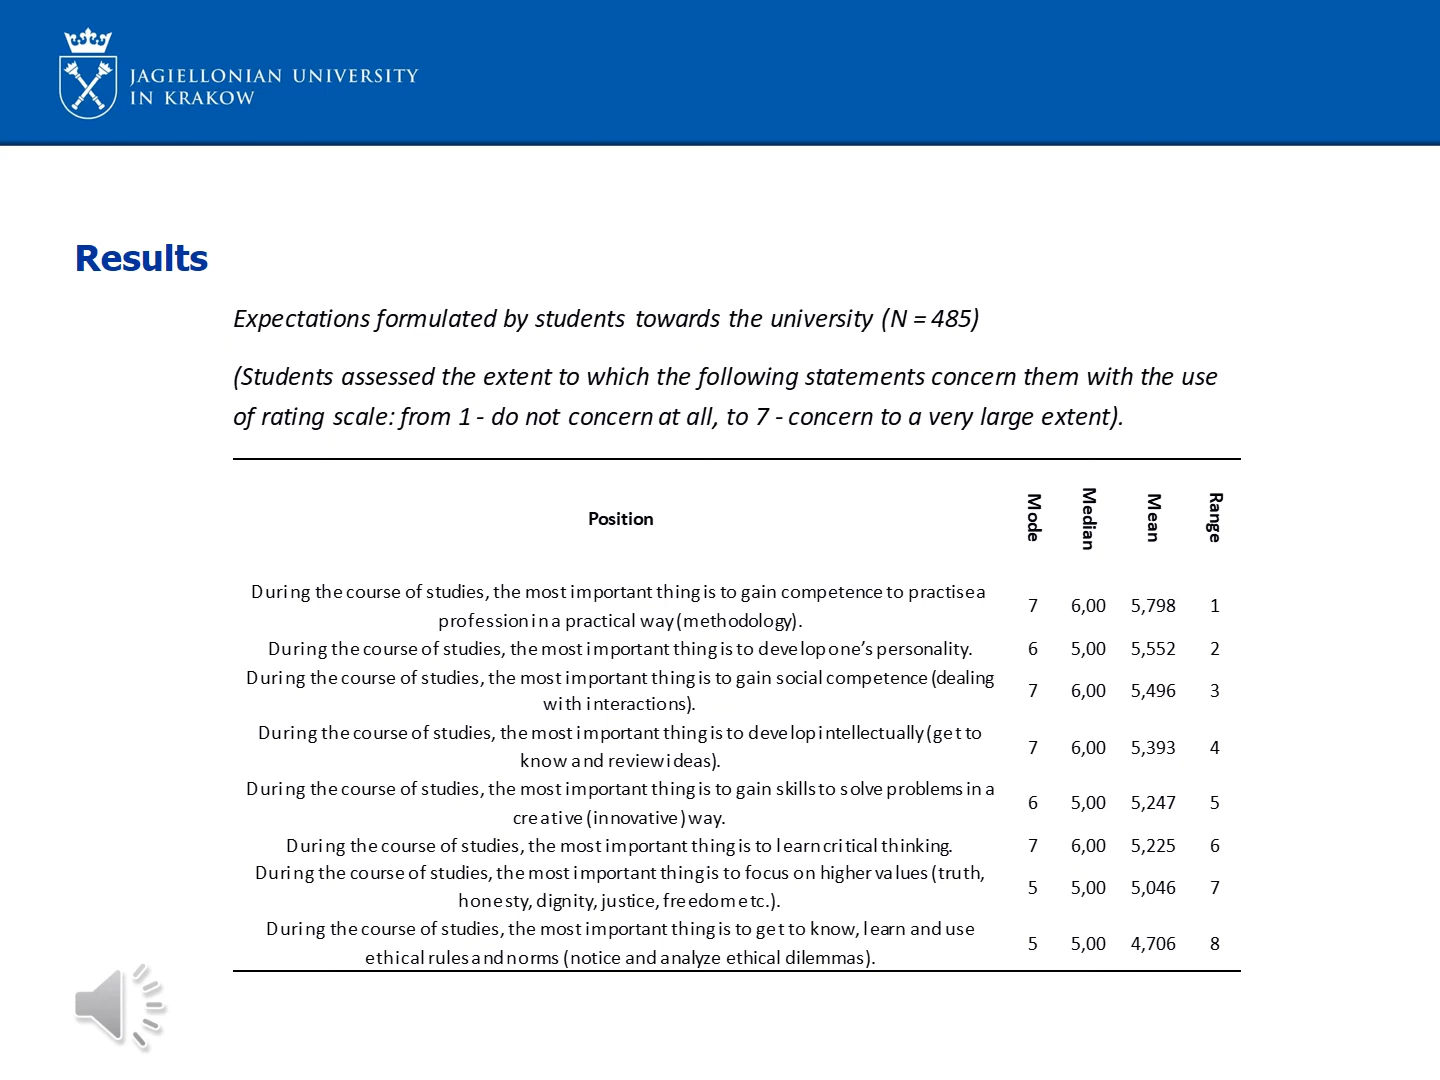 JAGIELLONIAN UNIVERSITY
IN KRAKOW
Results
Expectations formulated by students towards the university (N = 485)
(Students assessed the extent to which the following statements concern them with the use
of rating scale: from 1 - do not concern at all, to 7 - concern to a very large extent).
Position Mode Median Mean Range
During the course of studies, the most important thing is to gain competence to practise a
profession in a practical way (methodology). 7 6,00 5,798 1
During the course of studies, the most important thing is to develop one’s personality. 6 5,00 5,552 2
During the course of studies, the most important thing is to gain social competence (dealing
with interactions). 7 6,00 5,496 3
During the course of studies, the most important thing is to develop intellectually (get to
know and review ideas). 7 6,00 5,393 4
During the course of studies, the most important thing is to gain skills to solve problems in a
creative (innovative) way. 6 5,00 5,247 5
During the course of studies, the most important thing is to learn critical thinking. 7 6,00 5,225 6
During the course of studies, the most important thing is to focus on higher values (truth,
honesty, dignity, justice, freedom etc.). 5 5,00 5,046 7
During the course of studies, the most important thing is to get to know, learn and use
ethical rules and norms (notice and analyze ethical dilemmas). 5 5,00 4,706 8